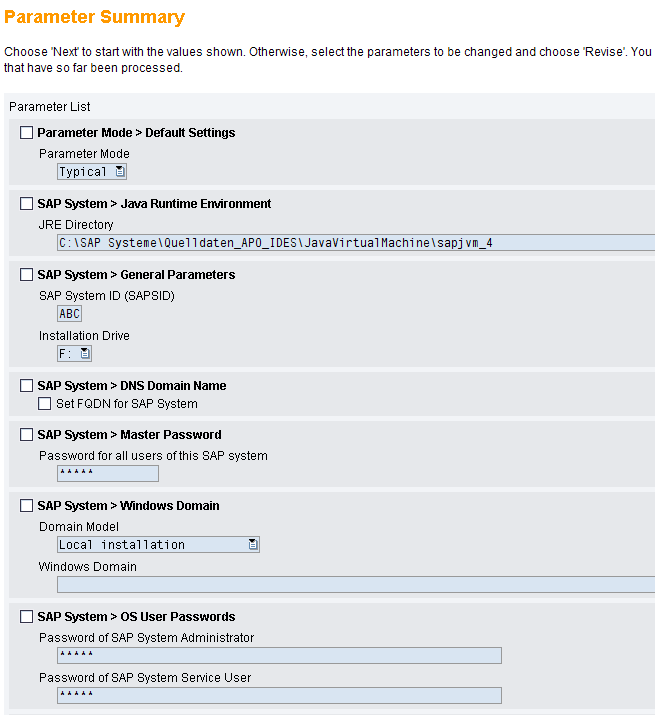 Parameter Summary
Choose 'Next' to start with the values shown. Otherwise, select the parameters to be changed and choose 'Revise'. You
that have so far been processed.
Parameter List
Parameter Mode > Default Settings
Parameter Mode
Typical
SAP System > Java Runtime Environment
JRE Directory
C:\SAP Systeme\Quelldaten_APO_IDES\JavaVirtualMachine\sapjvm_4
SAP System > General Parameters
SAP System ID (SAPSID)
ABC
Installation Drive
F:
SAP System > DNS Domain Name
Set FQDN for SAP System
SAP System > Master Password
Password for all users of this SAP system
*****
SAP System > Windows Domain
Domain Model
Local installation
Windows Domain
SAP System > OS User Passwords
Password of SAP System Administrator
*****
Password of SAP System Service User
*****